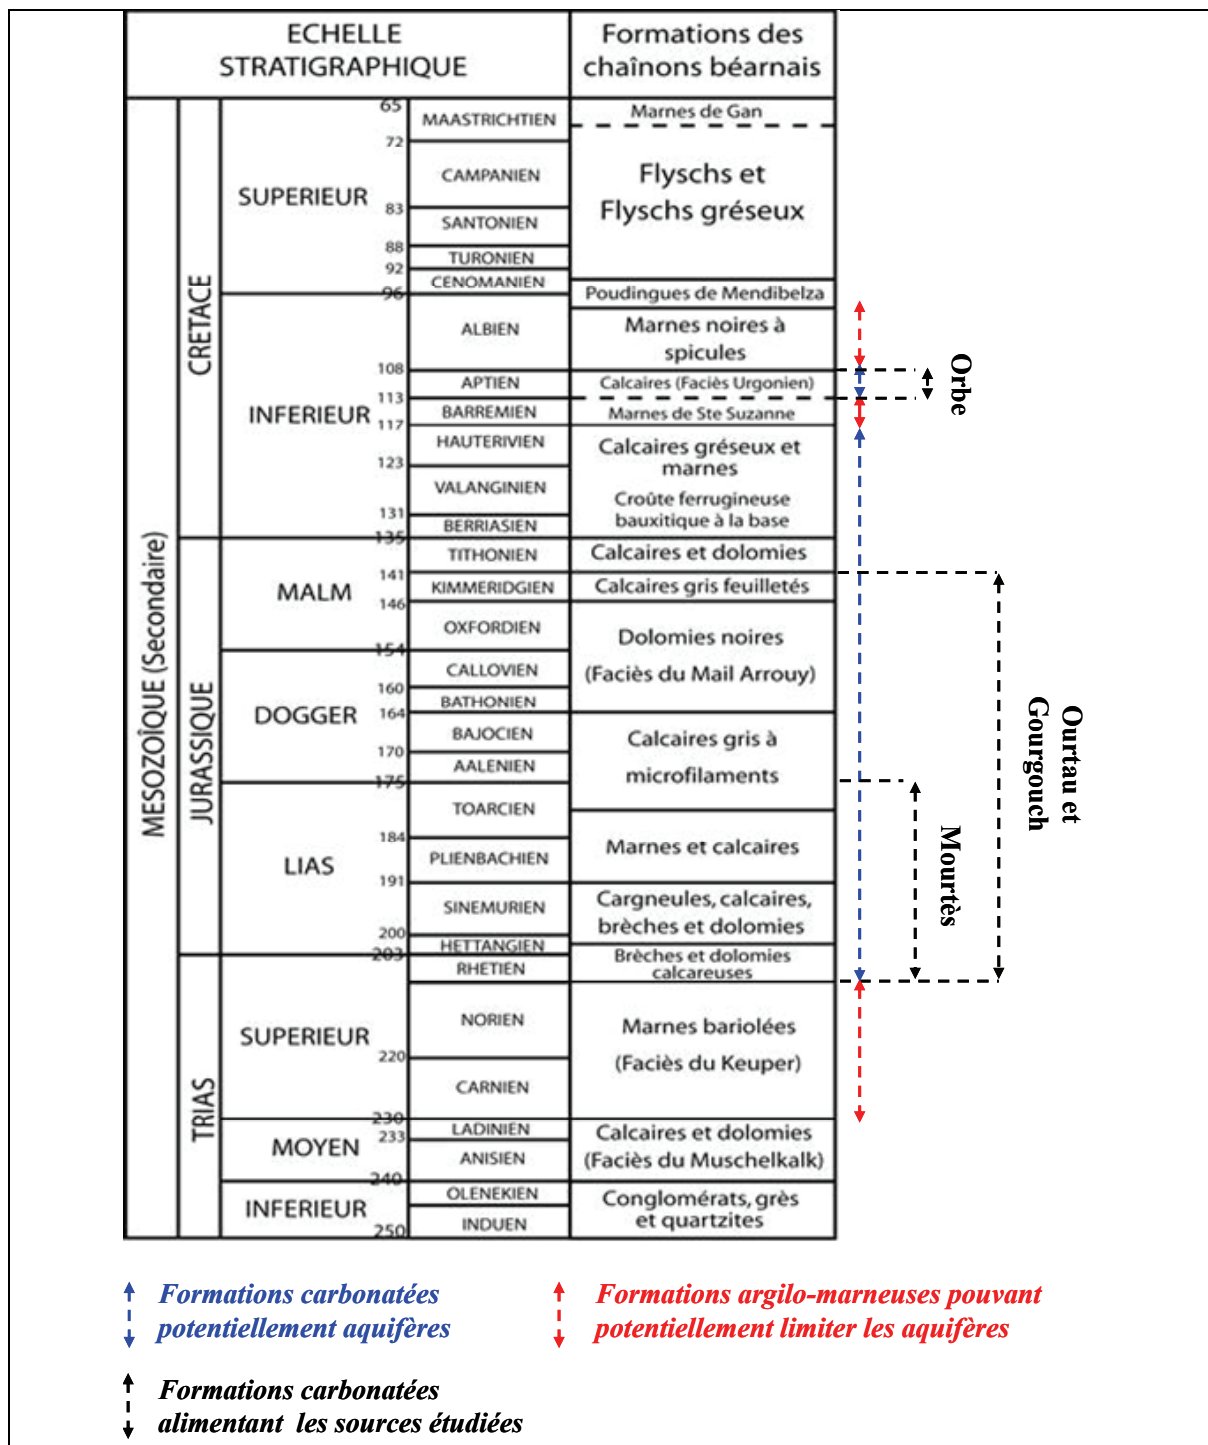 ECHELLE
STRATIGRAPHIQUE
Formations des
chaînons béarnais
MESOZOÏQUE (Secondaire)
CRETACE
JURASSIQUE
TRIAS
SUPERIEUR
INFERIEUR
MALM
DOGGER
LIAS
SUPERIEUR
MOYEN
INFERIEUR
65
MAASTRICHTIEN
72
CAMPANIEN
83
SANTONIEN
88
TURONIEN
92
CENOMANIEN
96
ALBIEN
108
APTIEN
113
BARREMIEN
117
HAUTERIVIEN
123
VALANGINIEN
131
BERRIASIEN
135
TITHONIEN
141
KIMMERIDGIEN
146
OXFORDIEN
154
CALLOVIEN
160
BATHONIEN
164
BAJOCIEN
170
AALENIEN
175
TOARCIEN
184
PLIENBACHIEN
191
SINEMURIEN
200
HETTANGIEN
203
RHETIEN
NORIEN
220
CARNIEN
230
LADINIEN
233
ANISIEN
240
OLENEKIEN
INDUEN
250
Marnes de Gan
Flyschs et
Flyschs gréseux
Poudingues de Mendibelza
Marnes noires à
spicules
Calcaires (Faciès Urgonien)
Marnes de Ste Suzanne
Calcaires gréseux et
marnes
Croûte ferrugineuse
bauxitique à la base
Calcaires et dolomies
Calcaires gris feuilletés
Dolomies noires
(Faciès du Mail Arrouy)
Calcaires gris à
microfilaments
Marnes et calcaires
Cargneules, calcaires,
brèches et dolomies
Brèches et dolomies
calcareuses
Marnes bariolées
(Faciès du Keuper)
Calcaires et dolomies
(Faciès du Muschelkalk)
Conglomérats, grès
et quartzites
Orbe
Ourtau et
Gourgouch
Mourtès
Formations carbonatées
potentiellement aquifères
Formations argilo-marneuses pouvant
potentiellement limiter les aquifères
Formations carbonatées
alimentant les sources étudiées